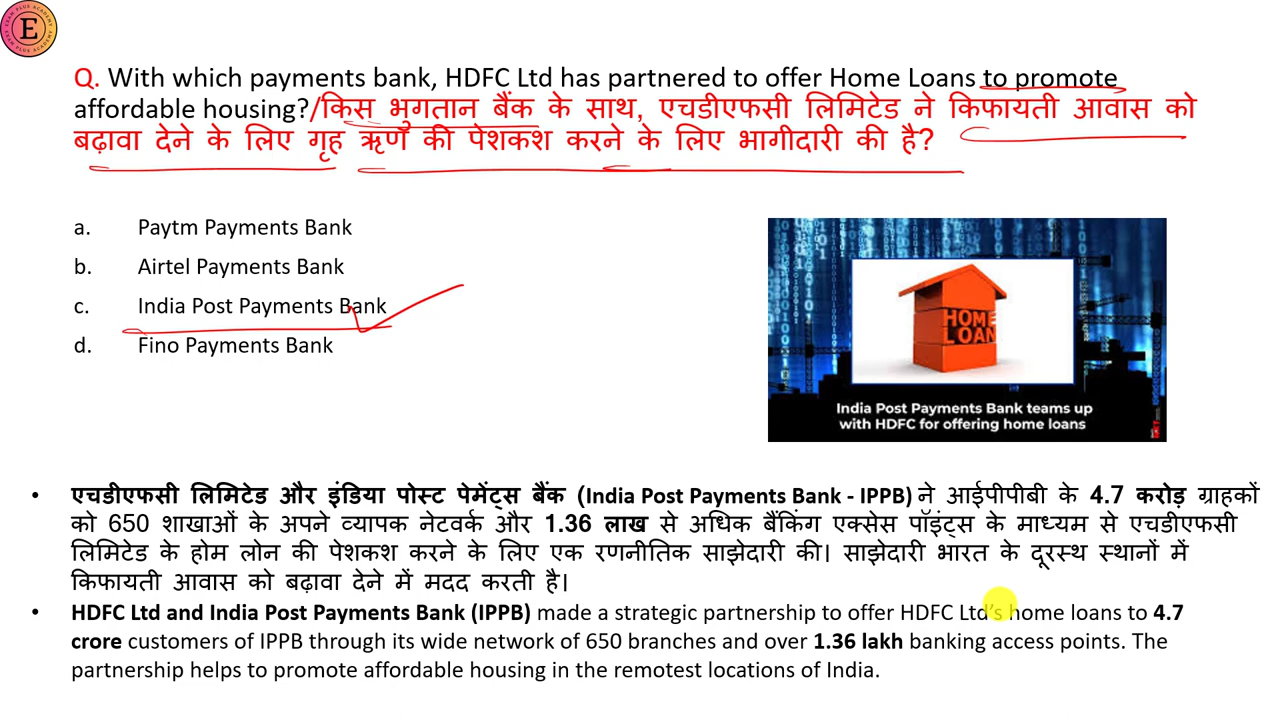 E
Q. With which payments bank, HDFC Ltd has partnered to offer Home Loans to promote
affordable housing?/किस भुगतान बैंक के साथ, एचडीएफसी लिमिटेड ने किफायती आवास को
बढ़ावा देने के लिए गृह ऋण की पेशकश करने के लिए भागीदारी की है?
a. Paytm Payments Bank
b. Airtel Payments Bank
c. India Post Payments Bank
d. Fino Payments Bank
HOME
LOAN
India Post Payments Bank teams up
with HDFC for offering home loans
• एचडीएफसी लिमिटेड और इंडिया पोस्ट पेमेंट्स बैंक (India Post Payments Bank - IPPB) ने आईपीपीबी के 4.7 करोड़ ग्राहकों
को 650 शाखाओं के अपने व्यापक नेटवर्क और 1.36 लाख से अधिक बैंकिंग एक्सेस पॉइंट्स के माध्यम से एचडीएफसी
लिमिटेड के होम लोन की पेशकश करने के लिए एक रणनीतिक साझेदारी की। साझेदारी भारत के दूरस्थ स्थानों में
किफायती आवास को बढ़ावा देने में मदद करती है।
• HDFC Ltd and India Post Payments Bank (IPPB) made a strategic partnership to offer HDFC Ltd's home loans to 4.7
crore customers of IPPB through its wide network of 650 branches and over 1.36 lakh banking access points. The
partnership helps to promote affordable housing in the remotest locations of India.